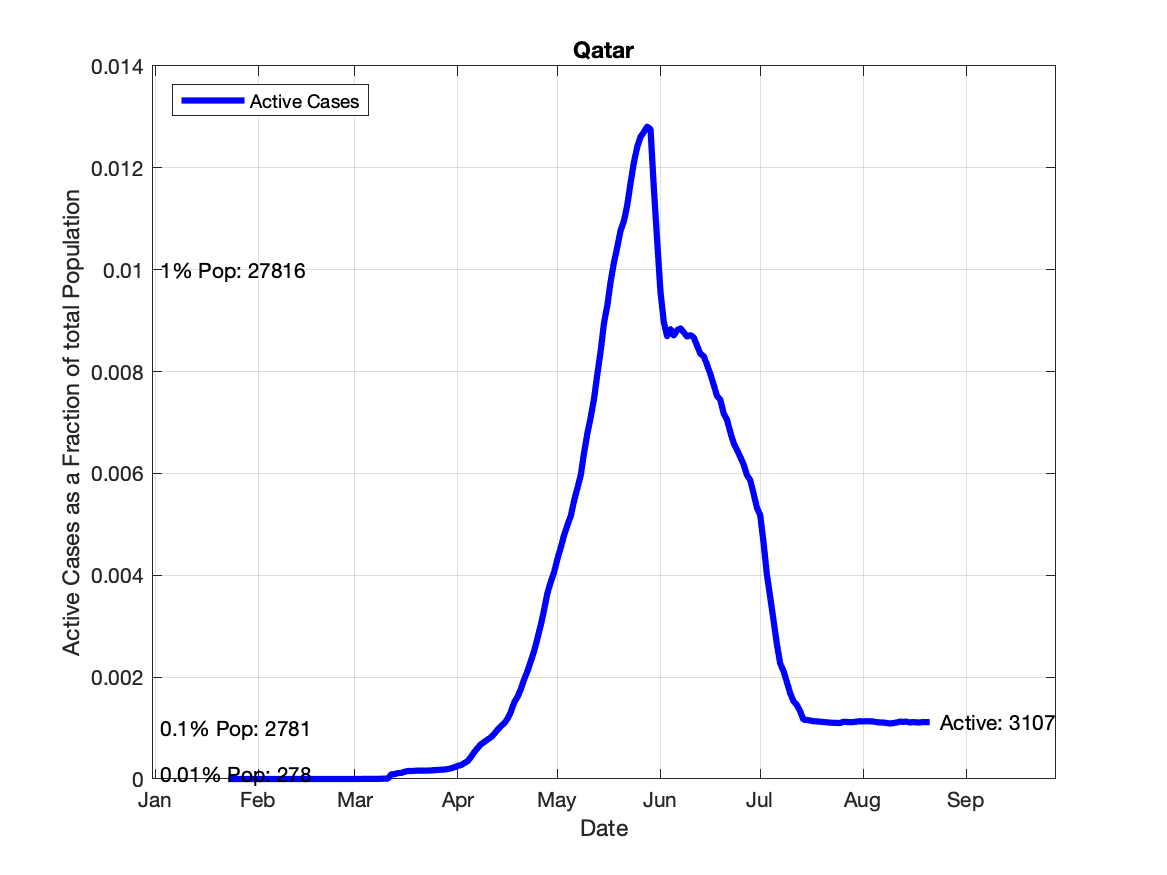 Qatar
0.014
Active Cases
0.012
0.01
1% Pop: 27816
0.008
0.006
0.004
0.002
0.1% Pop: 2781
Active: 3107
0.01% Pop: 278
0
Jan Feb Mar Apr May Jun Jul Aug Sep
Date
Active Cases as a Fraction of total Population